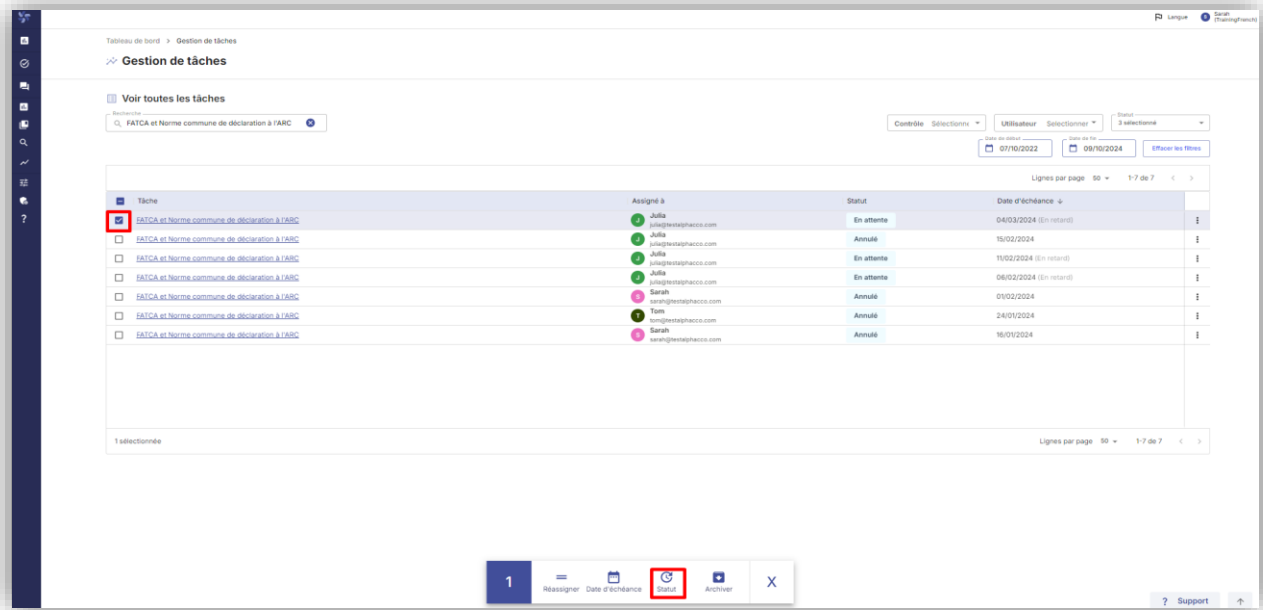 Langue
S
Sarah
(TrainingFrench)
Tableau de bord > Gestion de tâches
Gestion de tâches
Voir toutes les tâches
Recherche
FATCA et Norme commune de déclaration à l'ARC
Contrôle Sélectionne
Utilisateur Selectionner
Statut
3 sélectionné
Date de début
07/10/2022
Date de fin
09/10/2024
Effacer les filtres
Lignes par page 50 1-7 de 7 < >
Tâche Assigné à Statut Date d'échéance ↓
FATCA et Norme commune de déclaration à l'ARC J Julia En attente 04/03/2024 (En retard)
julia@testalphacco.com
FATCA et Norme commune de déclaration à l'ARC J Julia Annulé 15/02/2024
julia@testalphacco.com
FATCA et Norme commune de déclaration à l'ARC J Julia En attente 11/02/2024 (En retard)
julia@testalphacco.com
FATCA et Norme commune de déclaration à l'ARC J Julia En attente 08/02/2024 (En retard)
julia@testalphacco.com
FATCA et Norme commune de déclaration à l'ARC S Sarah Annulé 01/02/2024
sarah@testalphacco.com
FATCA et Norme commune de déclaration à l'ARC T Tom Annulé 24/01/2024
tom@testalphacco.com
FATCA et Norme commune de déclaration à l'ARC S Sarah Annulé 16/01/2024
sarah@testalphacco.com
1 sélectionnée Lignes par page 50 1-7 de 7 < >
1 Réassigner Date d'échéance Statut Archiver X
? Support